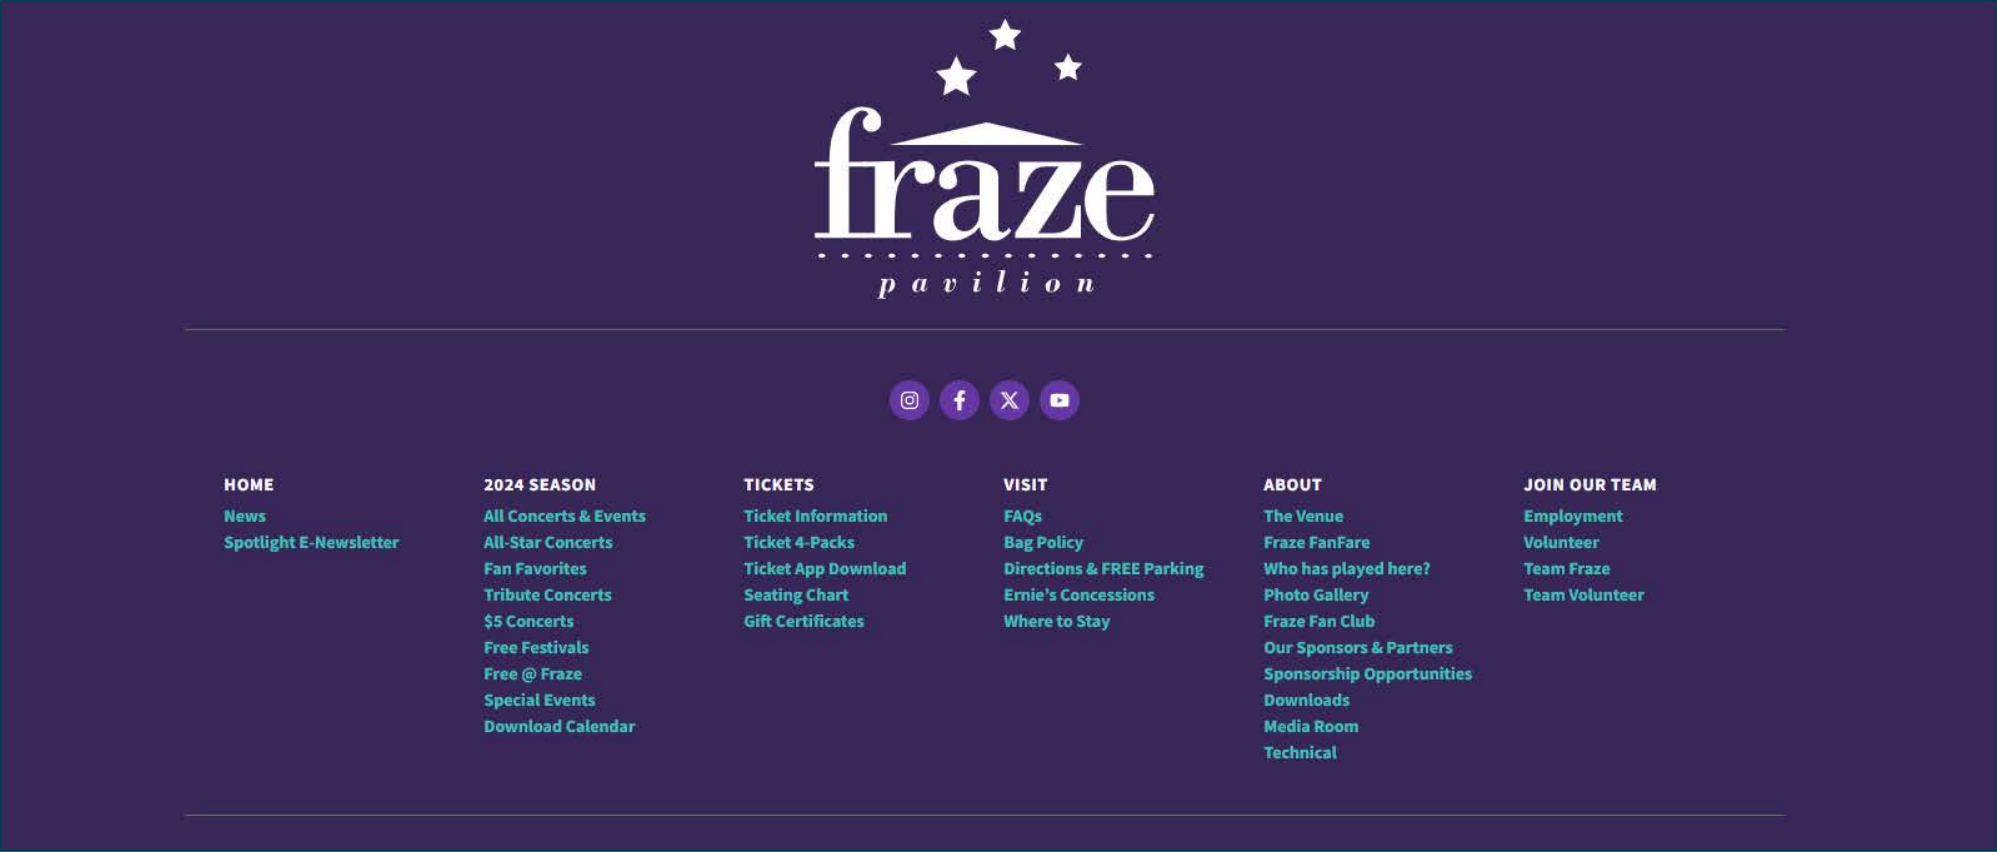 fraze
pavilion
HOME
News
Spotlight E-Newsletter
2024 SEASON
All Concerts & Events
All-Star Concerts
Fan Favorites
Tribute Concerts
$5 Concerts
Free Festivals
Free @ Fraze
Special Events
Download Calendar
TICKETS
Ticket Information
Ticket 4-Packs
Ticket App Download
Seating Chart
Gift Certificates
VISIT
FAQs
Bag Policy
Directions & FREE Parking
Ernie's Concessions
Where to Stay
ABOUT
The Venue
Fraze FanFare
Who has played here?
Photo Gallery
Fraze Fan Club
Our Sponsors & Partners
Sponsorship Opportunities
Downloads
Media Room
Technical
JOIN OUR TEAM
Employment
Volunteer
Team Fraze
Team Volunteer